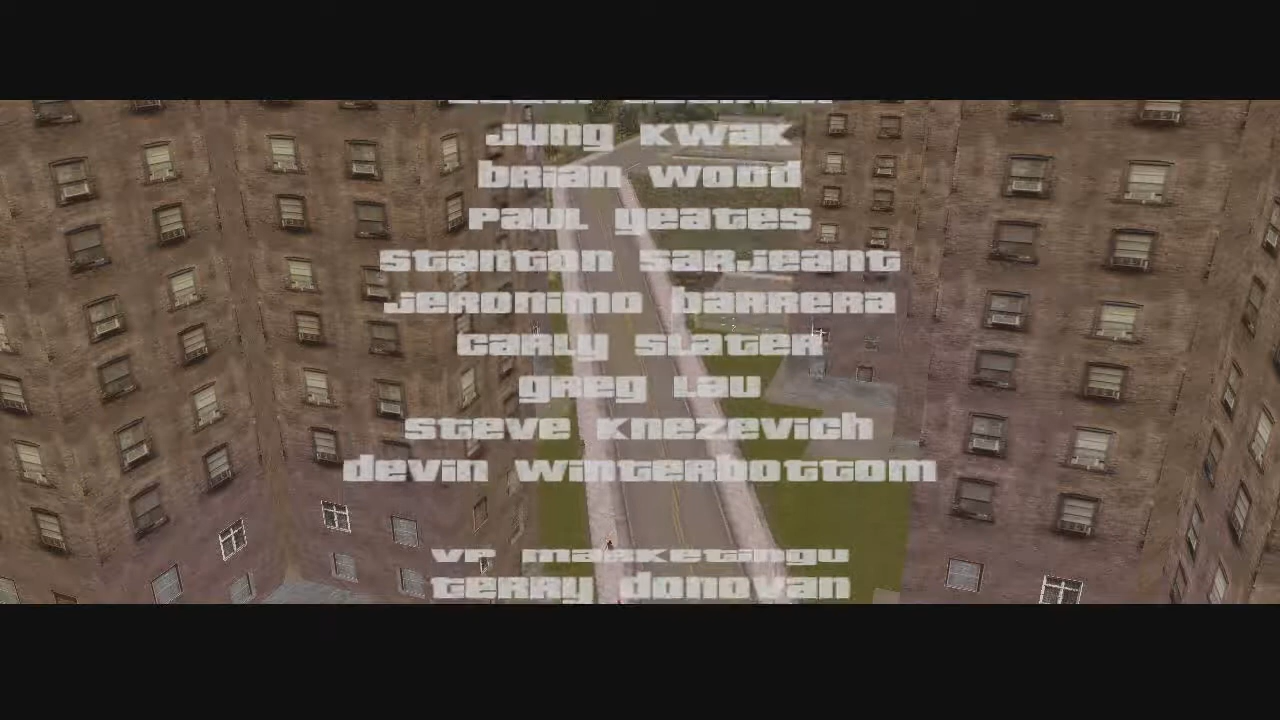 Jung Kwak
Brian Wood
Paul Yeates
Stanton Sarjeant
Jeronimo Barrera
Carly Slater
Greg Lau
Steve Knezevich
Devin Winterbottom
VP Marketingu
Terry Donovan